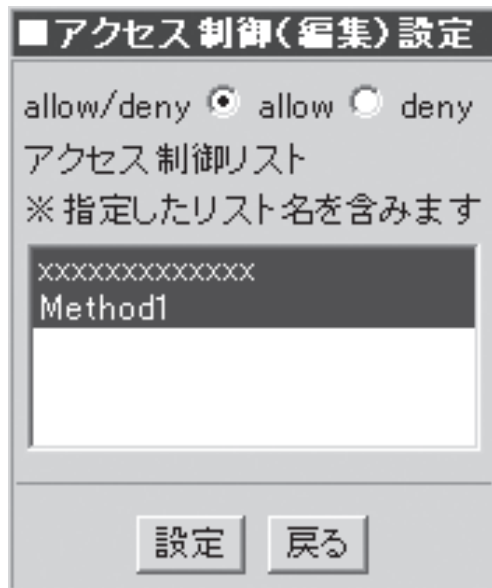 ■アクセス制御(編集)設定
allow/deny allow deny
アクセス制御リスト
※指定したリスト名を含みます
xxxxxxxxxxxxx
Method1
設定 戻る